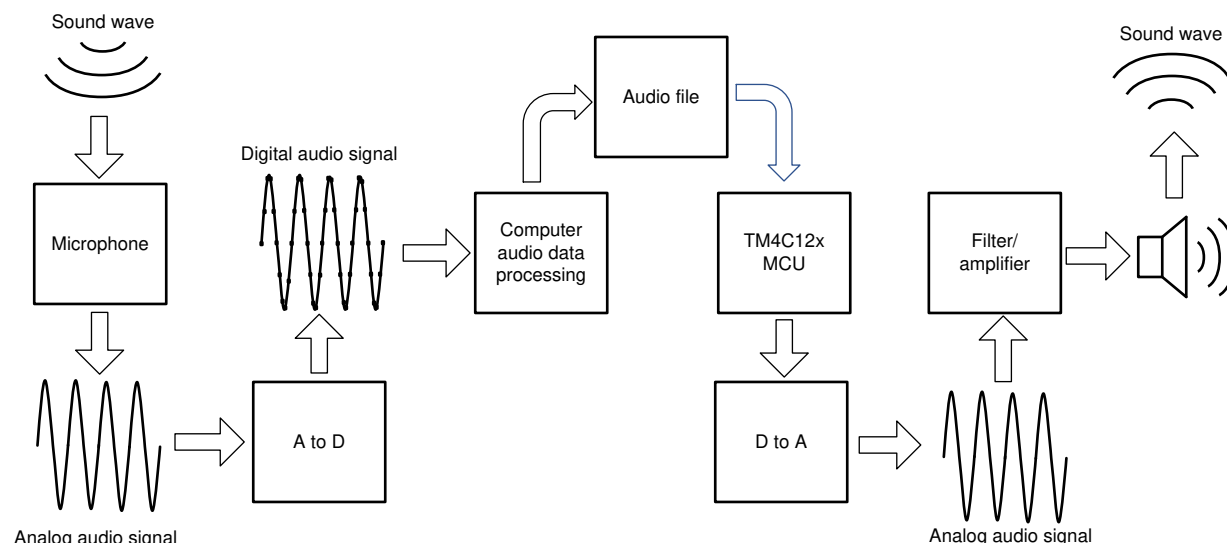 Sound wave
Microphone
Analog audio signal
A to D
Digital audio signal
Computer
audio data
processing
Audio file
TM4C12x
MCU
D to A
Analog audio signal
Filter/
amplifier
Sound wave